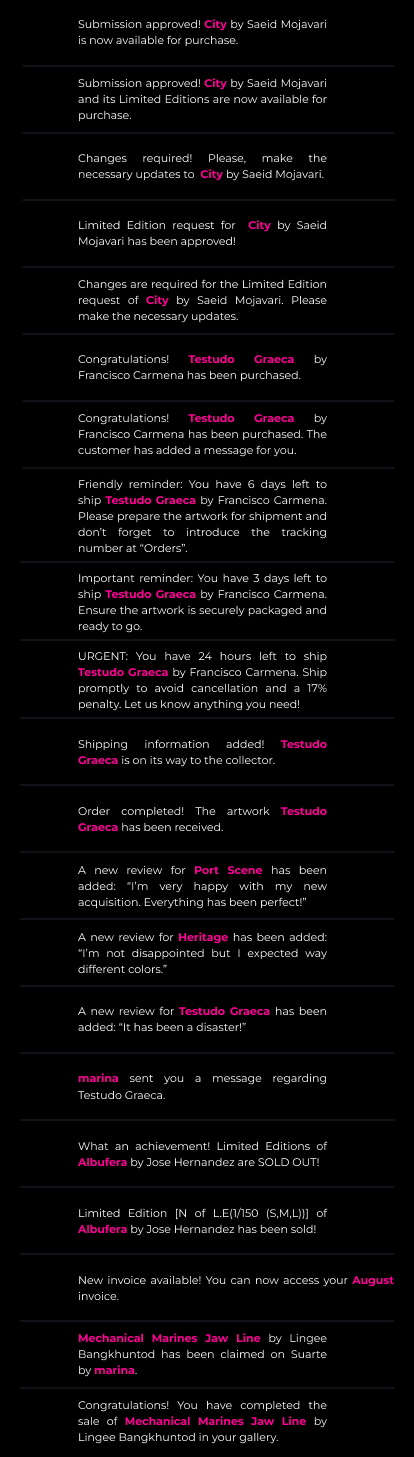 Submission approved! City by Saeid Mojavari
is now available for purchase.
Submission approved! City by Saeid Mojavari
and its Limited Editions are now available for
purchase.
Changes required! Please, make the
necessary updates to City by Saeid Mojavari.
Limited Edition request for City by Saeid
Mojavari has been approved!
Changes are required for the Limited Edition
request of City by Saeid Mojavari. Please
make the necessary updates.
Congratulations! Testudo Graeca by
Francisco Carmena has been purchased.
Congratulations! Testudo Graeca by
Francisco Carmena has been purchased. The
customer has added a message for you.
Friendly reminder: You have 6 days left to
ship Testudo Graeca by Francisco Carmena.
Please prepare the artwork for shipment and
don't forget to introduce the tracking
number at “Orders”.
Important reminder: You have 3 days left to
ship Testudo Graeca by Francisco Carmena.
Ensure the artwork is securely packaged and
ready to go.
URGENT: You have 24 hours left to ship
Testudo Graeca by Francisco Carmena. Ship
promptly to avoid cancellation and a 17%
penalty. Let us know anything you need!
Shipping information added! Testudo
Graeca is on its way to the collector.
Order completed! The artwork Testudo
Graeca has been received.
A new review for Port Scene has been
added: “I'm very happy with my new
acquisition. Everything has been perfect!”
A new review for Heritage has been added:
“I'm not disappointed but I expected way
different colors.”
A new review for Testudo Graeca has been
added: “It has been a disaster!”
marina sent you a message regarding
Testudo Graeca.
What an achievement! Limited Editions of
Albufera by Jose Hernandez are SOLD OUT!
Limited Edition [N of L.E(1/150 (S,M,L))] of
Albufera by Jose Hernandez has been sold!
New invoice available! You can now access your August
invoice.
Mechanical Marines Jaw Line by Lingee
Bangkhuntod has been claimed on Suarte
by marina.
Congratulations! You have completed the
sale of Mechanical Marines Jaw Line by
Lingee Bangkhuntod in your gallery.